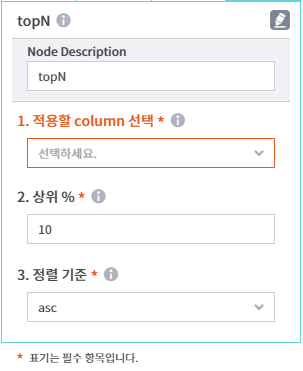 topN
Node Description
topN
1. 적용할 column 선택 *
선택하세요.
2. 상위 % *
10
3. 정렬 기준 *
asc
* 표기는 필수 항목입니다.